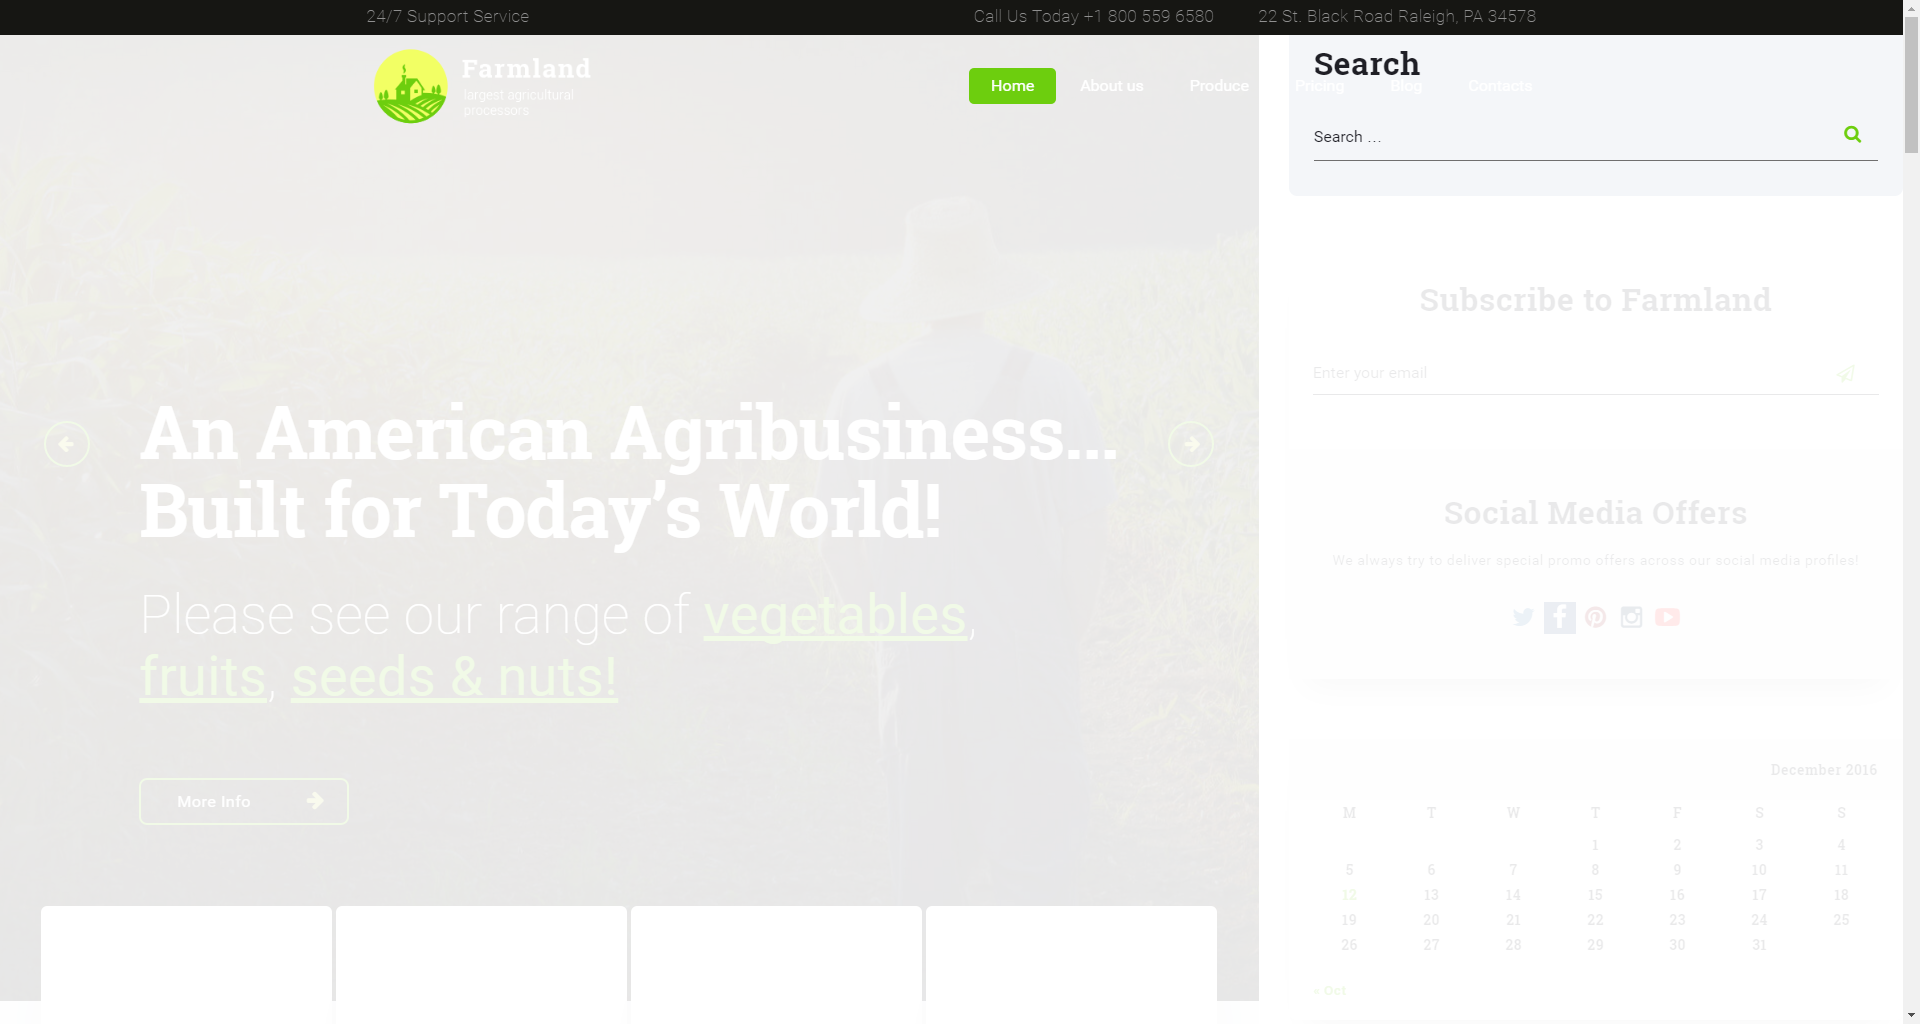 24/7 Support Service
Call Us Today +1 800 559 6580
22 St. Black Road Raleigh, PA 34578
Farmland
largest agricultural
processors
Home
About us
Produce
Pricing
Blog
Contacts
Search
Search ...
Subscribe to Farmland
Enter your email
An American Agribusiness...
Built for Today’s World!
Please see our range of vegetables,
fruits, seeds & nuts!
More Info
Social Media Offers
We always try to deliver special promo offers across our social media profiles!
December 2016
M T W T F S S
1 2 3 4
5 6 7 8 9 10 11
12 13 14 15 16 17 18
19 20 21 22 23 24 25
26 27 28 29 30 31
« Oct